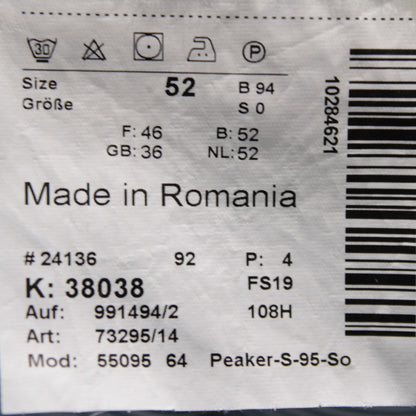 30 P
Size 52 B 94
Größe S 0
F: 46 B: 52
GB: 36 NL: 52
Made in Romania
# 24136 92 P: 4
K: 38038 FS19
Auf: 991494/2 108H
Art: 73295/14
Mod: 55095 64 Peaker-S-95-So
10284621